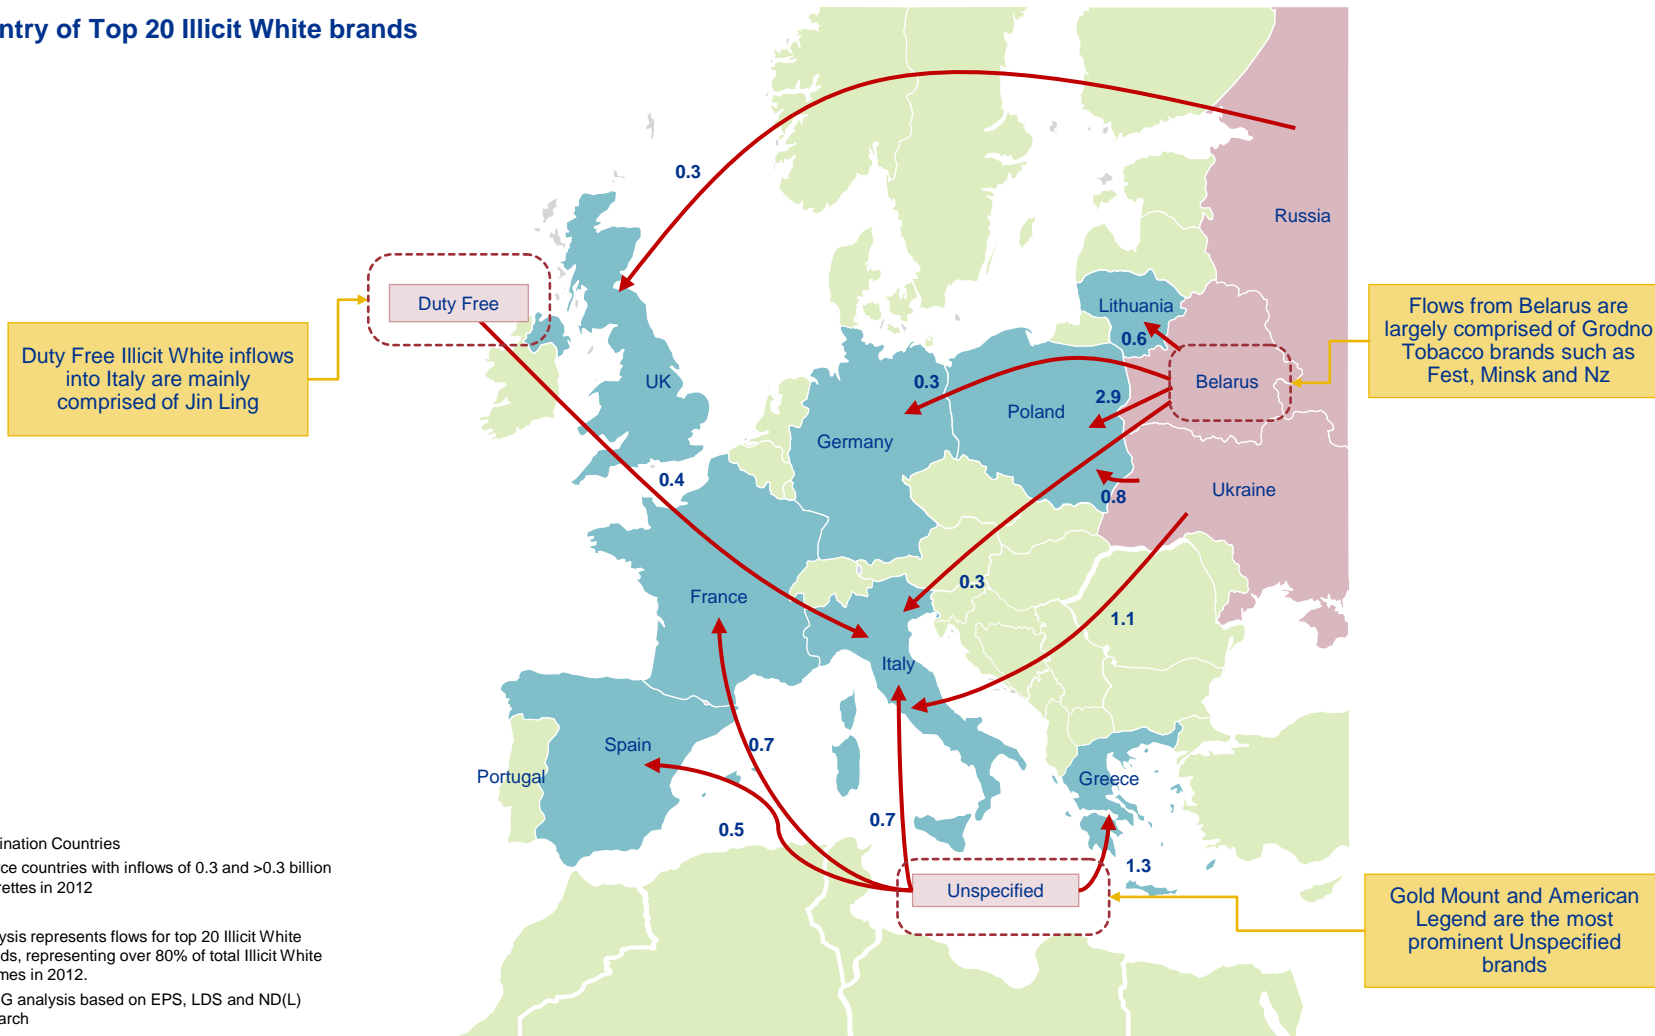 ntry of Top 20 Illicit White brands
0.3
Russia
Duty Free
Lithuania
0.6
Flows from Belarus are
largely comprised of Grodno
Tobacco brands such as
Fest, Minsk and Nz
Duty Free Illicit White inflows
into Italy are mainly
comprised of Jin Ling
UK
0.3
2.9
Belarus
Poland
Germany
0.4
0.8
Ukraine
0.3
France
1.1
Italy
Spain
0.7
Portugal
Greece
0.5
0.7
1.3
Unspecified
Gold Mount and American
Legend are the most
prominent Unspecified
brands
ination Countries
rce countries with inflows of 0.3 and >0.3 billion
rettes in 2012
ysis represents flows for top 20 Illicit White
ds, representing over 80% of total Illicit White
mes in 2012.
G analysis based on EPS, LDS and ND(L)
arch